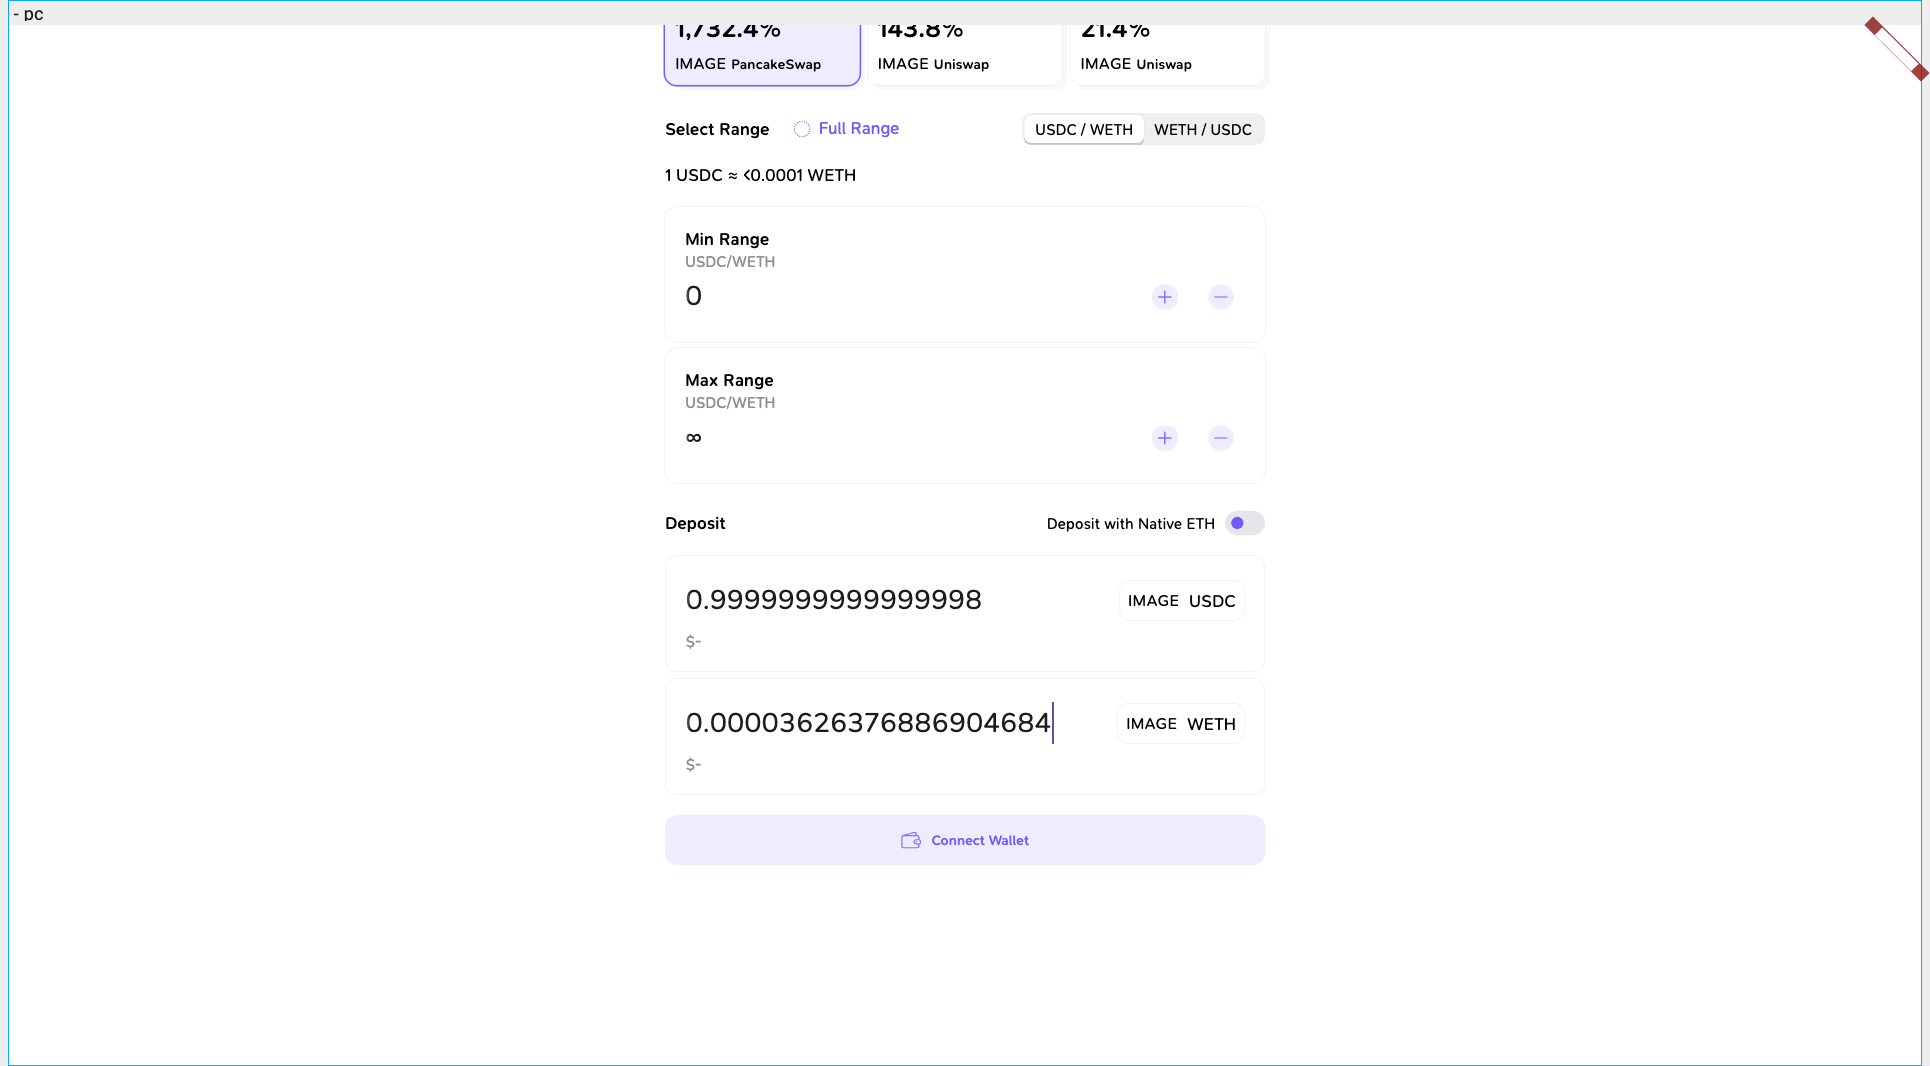 - pc
1,732.4%
IMAGE PancakeSwap
143.8%
IMAGE Uniswap
21.4%
IMAGE Uniswap
Select Range
Full Range
USDC / WETH
WETH / USDC
1 USDC ≈ <0.0001 WETH
Min Range
USDC/WETH
0
Max Range
USDC/WETH
∞
Deposit
Deposit with Native ETH
0.9999999999999998
IMAGE USDC
$-
0.00003626376886904684
IMAGE WETH
$-
Connect Wallet